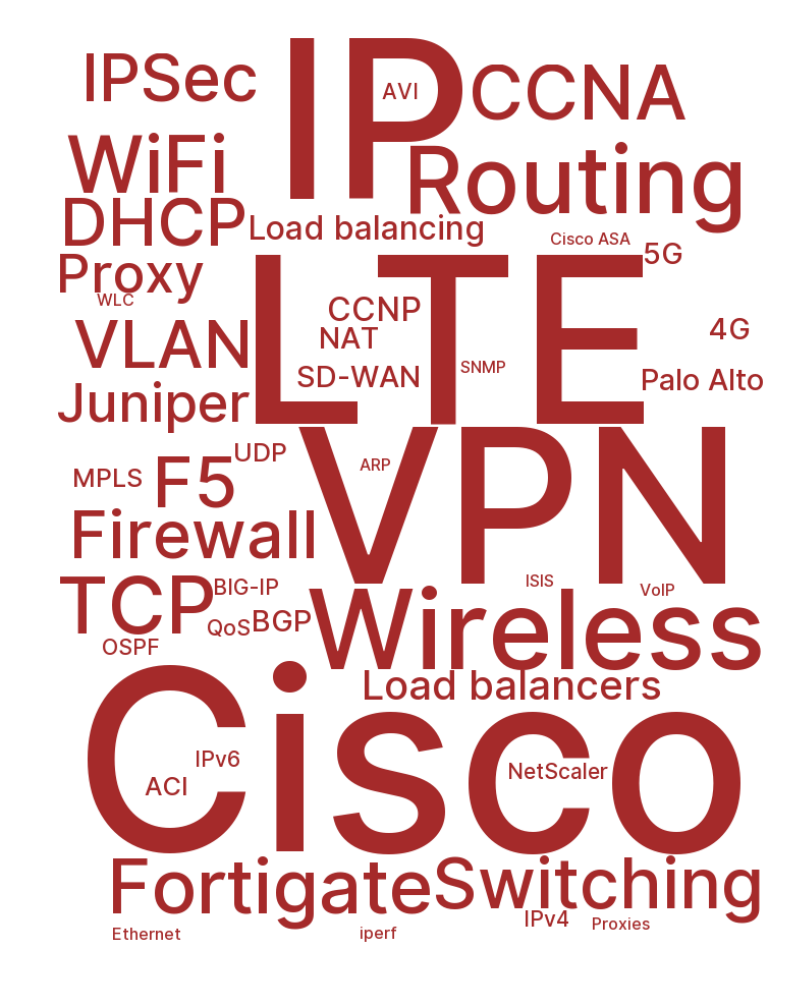 IPSec
IP
AVI
CCNA
WiFi
Routing
DHCP
Load balancing
Cisco ASA
5G
Proxy
WLC
LTE
CCNP
NAT
4G
VLAN
SD-WAN
SNMP
Palo Alto
Juniper
UDP
VPN
ARP
MPLS
F5
Firewall
TCP
BIG-IP
ISIS
VoIP
QoS
BGP
Wireless
OSPF
Load balancers
Cisco
IPv6
ACI
NetScaler
Fortigate
Switching
IPv4
Proxies
Ethernet
iperf